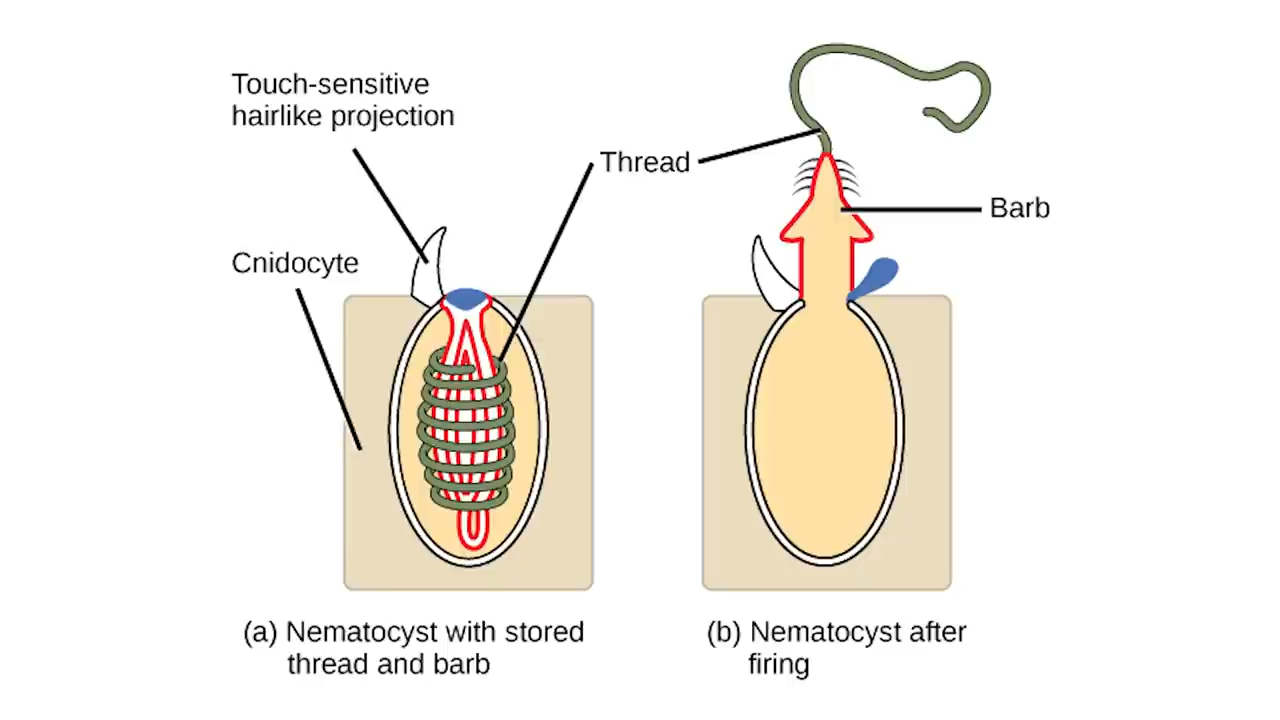 Touch-sensitive
hairlike projection
Thread
Barb
Cnidocyte
(a) Nematocyst with stored
thread and barb
(b) Nematocyst after
firing